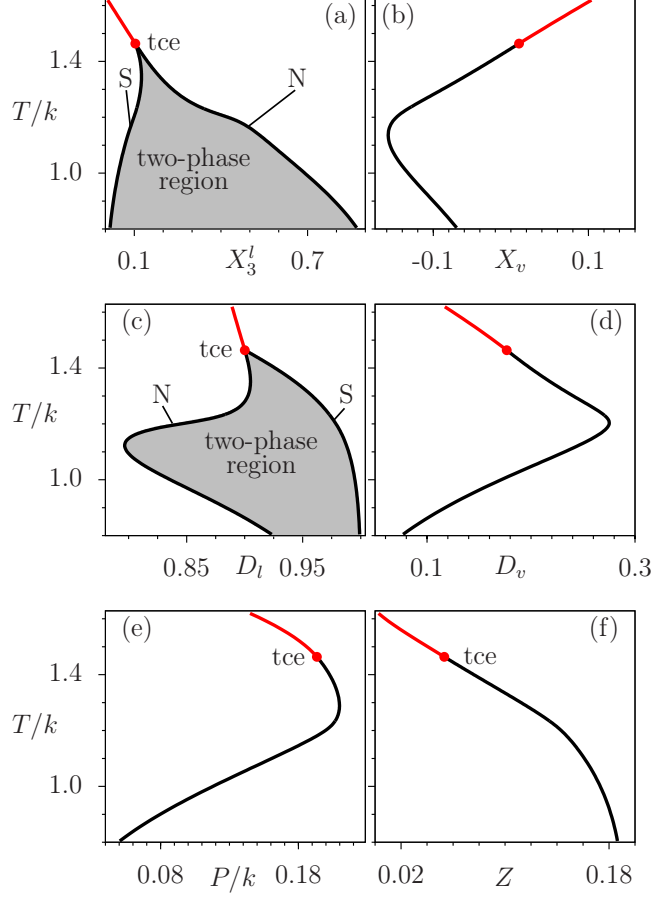 (a) (b)
tce
1.4
S N
T/k
two-phase
region
1.0
0.1 X_3^l 0.7 -0.1 X_v 0.1
(c) (d)
tce
1.4
N S
T/k
two-phase
region
1.0
0.85 D_l 0.95 0.1 D_v 0.3
(e) (f)
tce tce
1.4
T/k
1.0
0.08 P/k 0.18 0.02 Z 0.18